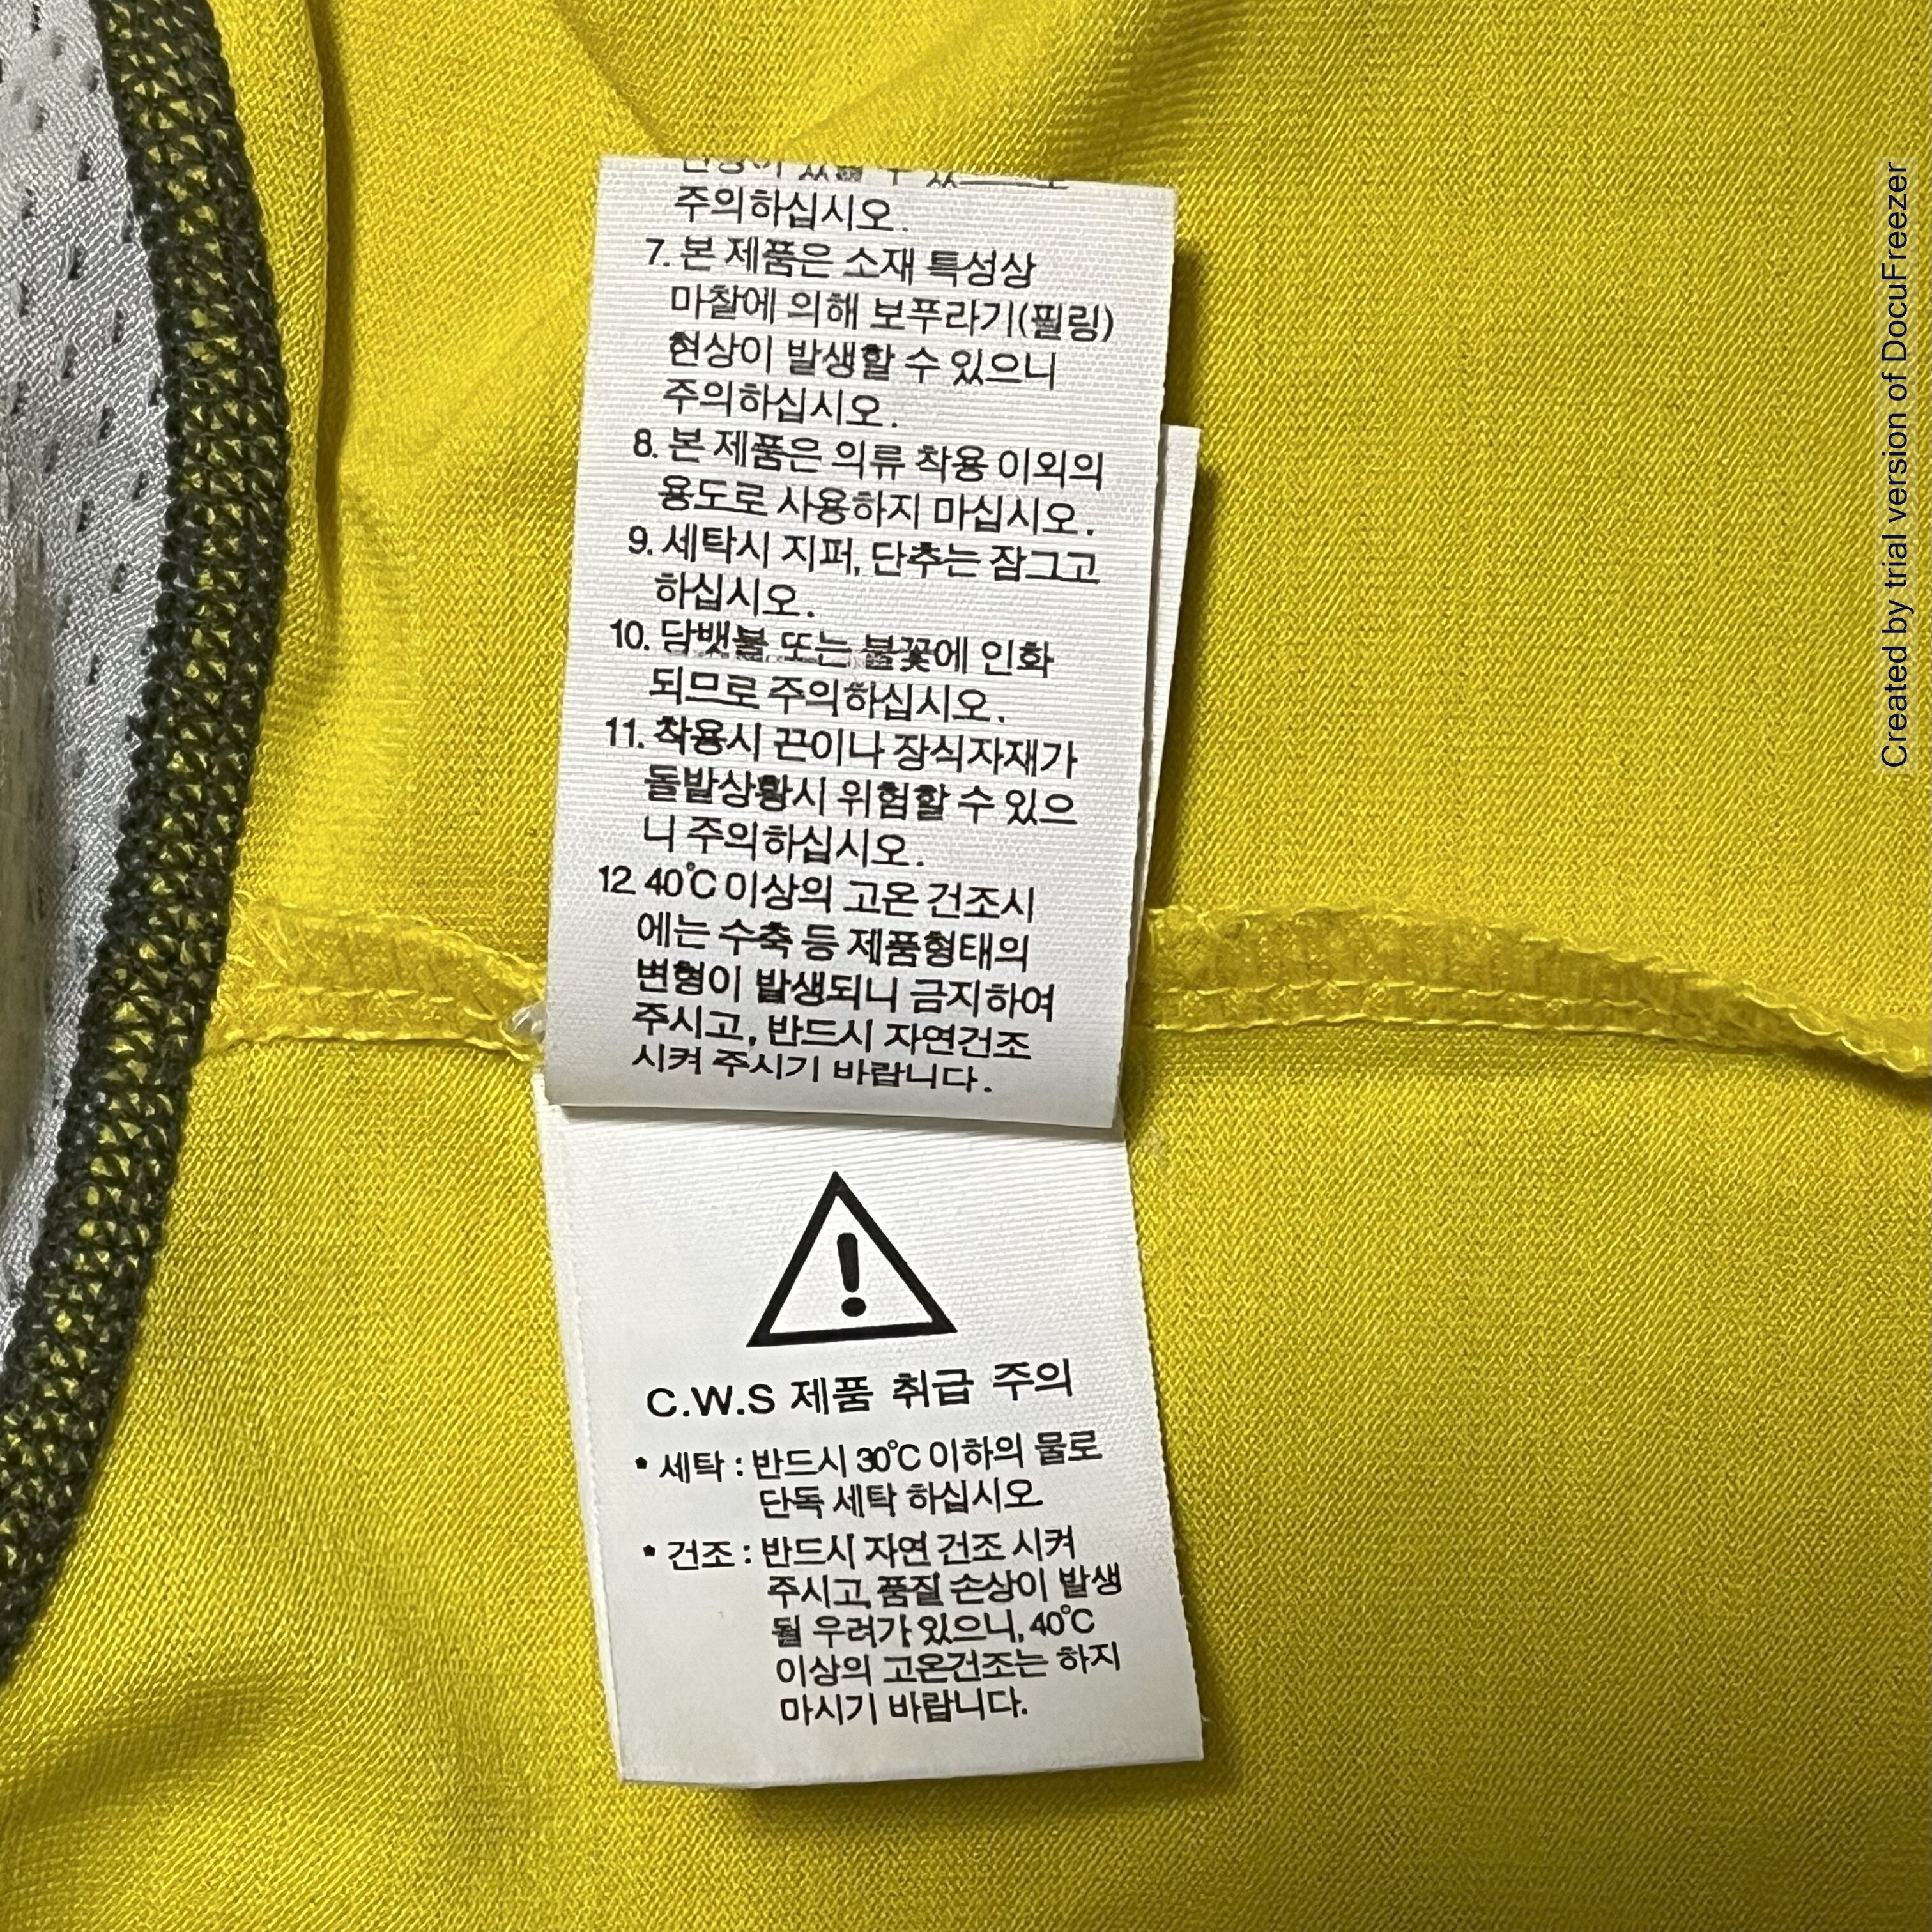 주의하십시오.
7. 본 제품은 소재 특성상
마찰에 의해 보푸라기(필링)
현상이 발생할 수 있으니
주의하십시오.
8. 본 제품은 의류 착용 이외의
용도로 사용하지 마십시오.
9. 세탁시 지퍼, 단추는 잠그고
하십시오.
10. 담뱃불 또는 불꽃에 인화
되므로 주의하십시오.
11. 착용시 끈이나 장식자재가
돌발상황시 위험할 수 있으
니 주의하십시오.
12. 40℃ 이상의 고온 건조시
에는 수축 등 제품형태의
변형이 발생되니 금지하여
주시고, 반드시 자연건조
시켜 주시기 바랍니다.
!
C.W.S 제품 취급 주의
* 세탁 : 반드시 30℃ 이하의 물로
단독 세탁 하십시오.
* 건조 : 반드시 자연 건조 시켜
주시고, 품질 손상이 발생
될 우려가 있으니, 40℃
이상의 고온건조는 하지
마시기 바랍니다.
Created by trial version of DocuFreezer